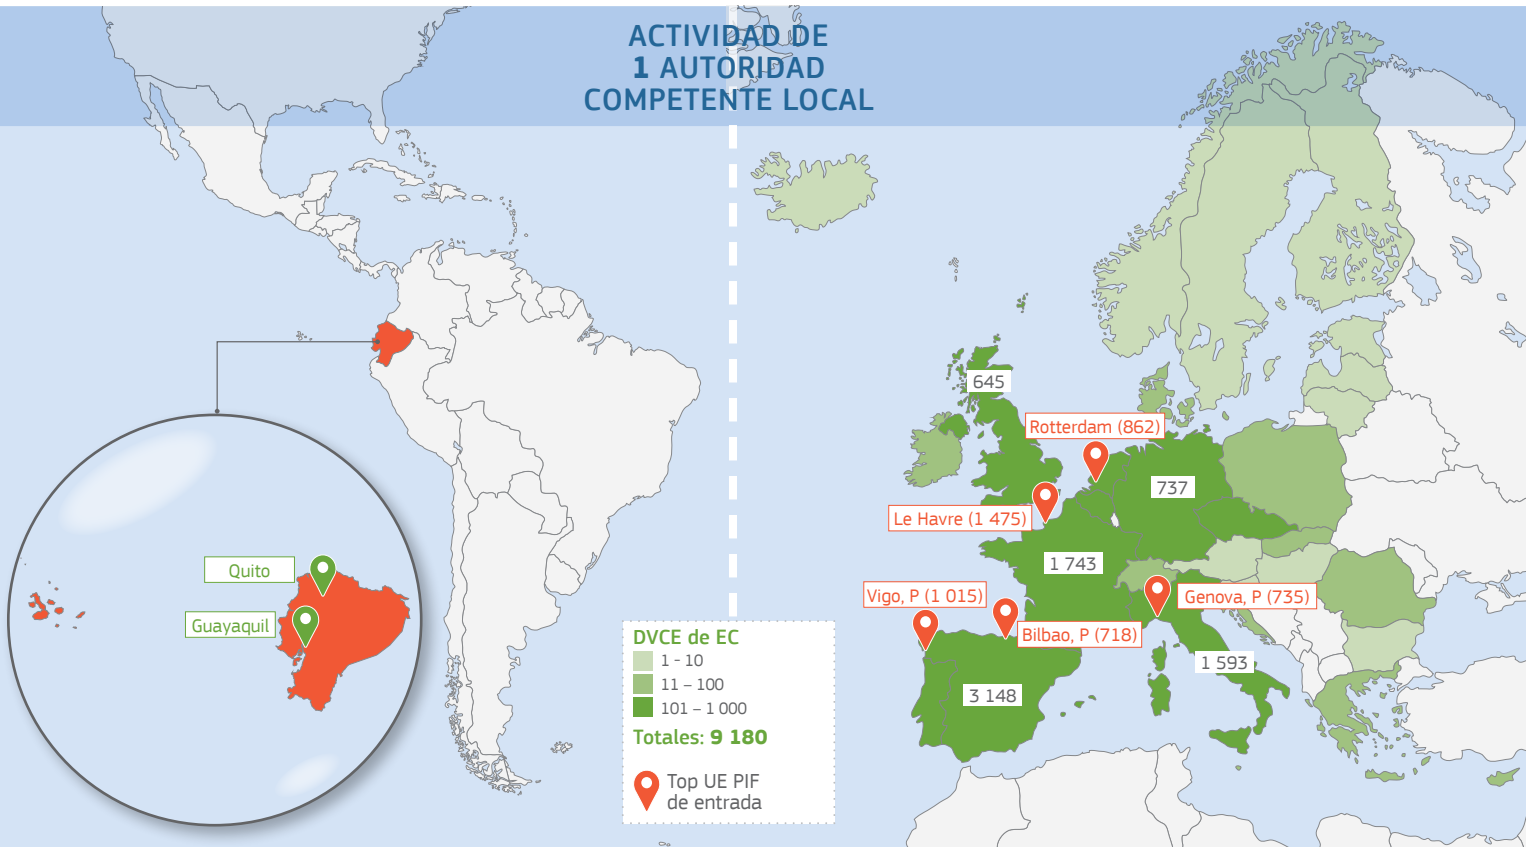 ACTIVIDAD DE
1 AUTORIDAD
COMPETENTE LOCAL
645
Rotterdam (862)
737
Le Havre (1 475)
1 743
Vigo, P (1 015)
Genova, P (735)
Bilbao, P (718)
1 593
3 148
Quito
Guayaquil
DVCE de EC
1 - 10
11 – 100
101 – 1 000
Totales: 9 180
Top UE PIF
de entrada